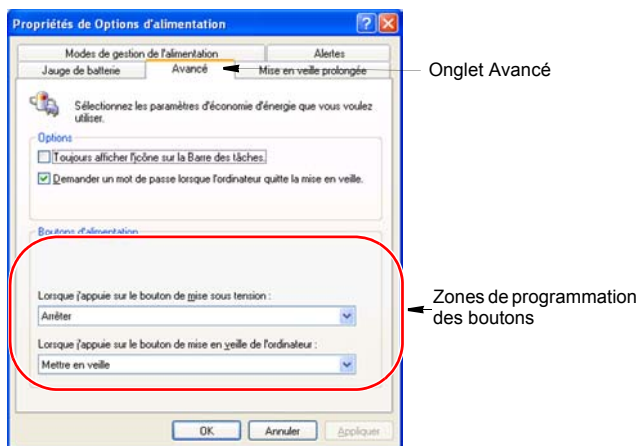 Propriétés de Options d'alimentation
Modes de gestion de l'alimentation
Alertes
Jauge de batterie
Avancé
Mise en veille prolongée
Onglet Avancé
Sélectionnez les paramètres d'économie d'énergie que vous voulez
utiliser.
Options
Toujours afficher l'icône sur la Barre des tâches.
Demander un mot de passe lorsque l'ordinateur quitte la mise en veille.
Boutons d'alimentation
Lorsque j'appuie sur le bouton de mise sous tension :
Arrêter
Zones de programmation
des boutons
Lorsque j'appuie sur le bouton de mise en veille de l'ordinateur :
Mettre en veille
OK
Annuler
Appliquer